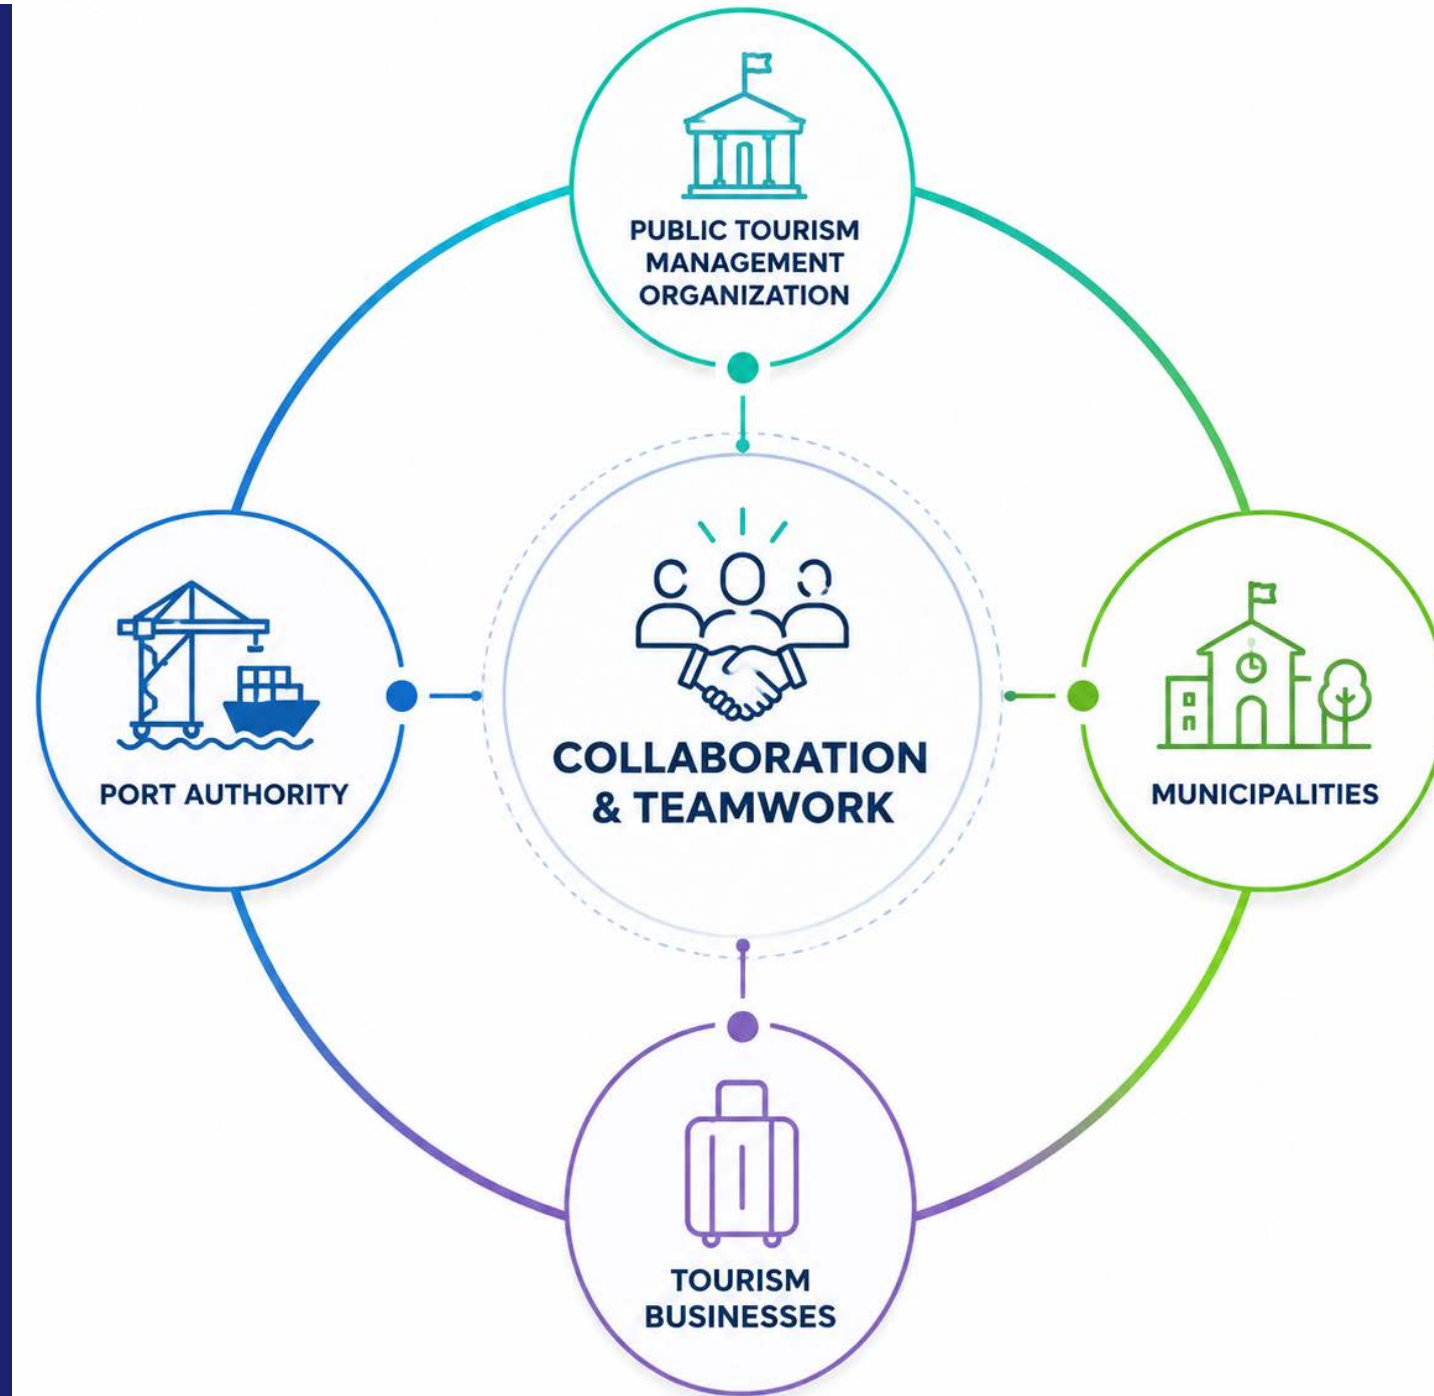 PUBLIC TOURISM
MANAGEMENT
ORGANIZATION
PORT AUTHORITY
COLLABORATION
& TEAMWORK
MUNICIPALITIES
TOURISM
BUSINESSES